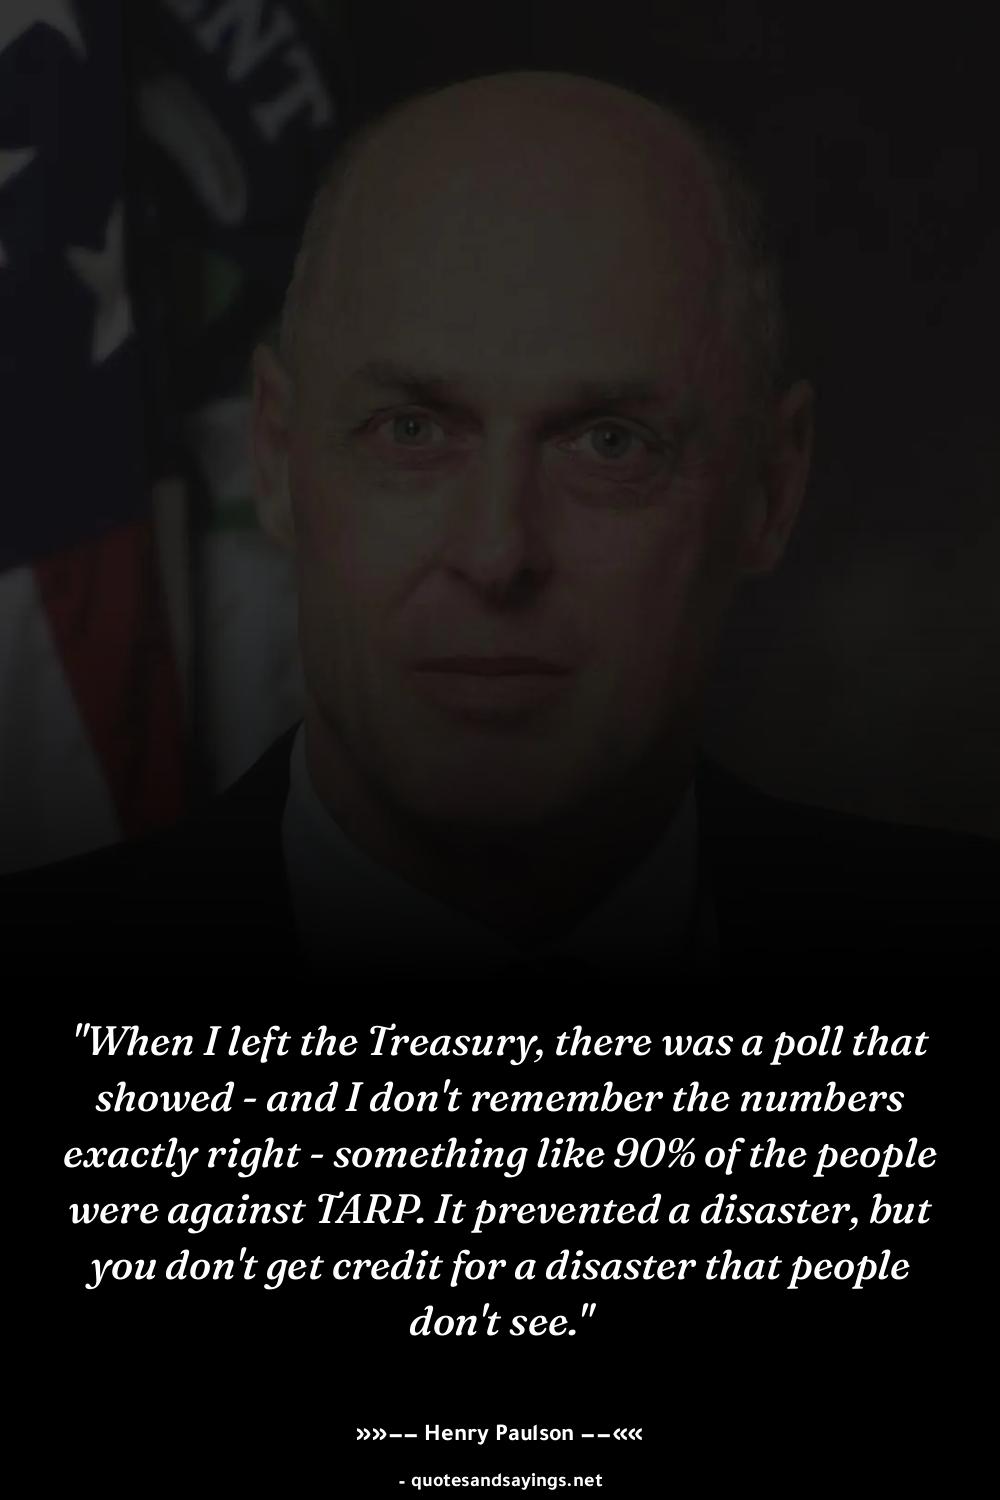 NT
"When I left the Treasury, there was a poll that
showed - and I don't remember the numbers
exactly right - something like 90% of the people
were against TARP. It prevented a disaster, but
you don't get credit for a disaster that people
don't see."
»»–– Henry Paulson ––««
- quotesandsayings.net